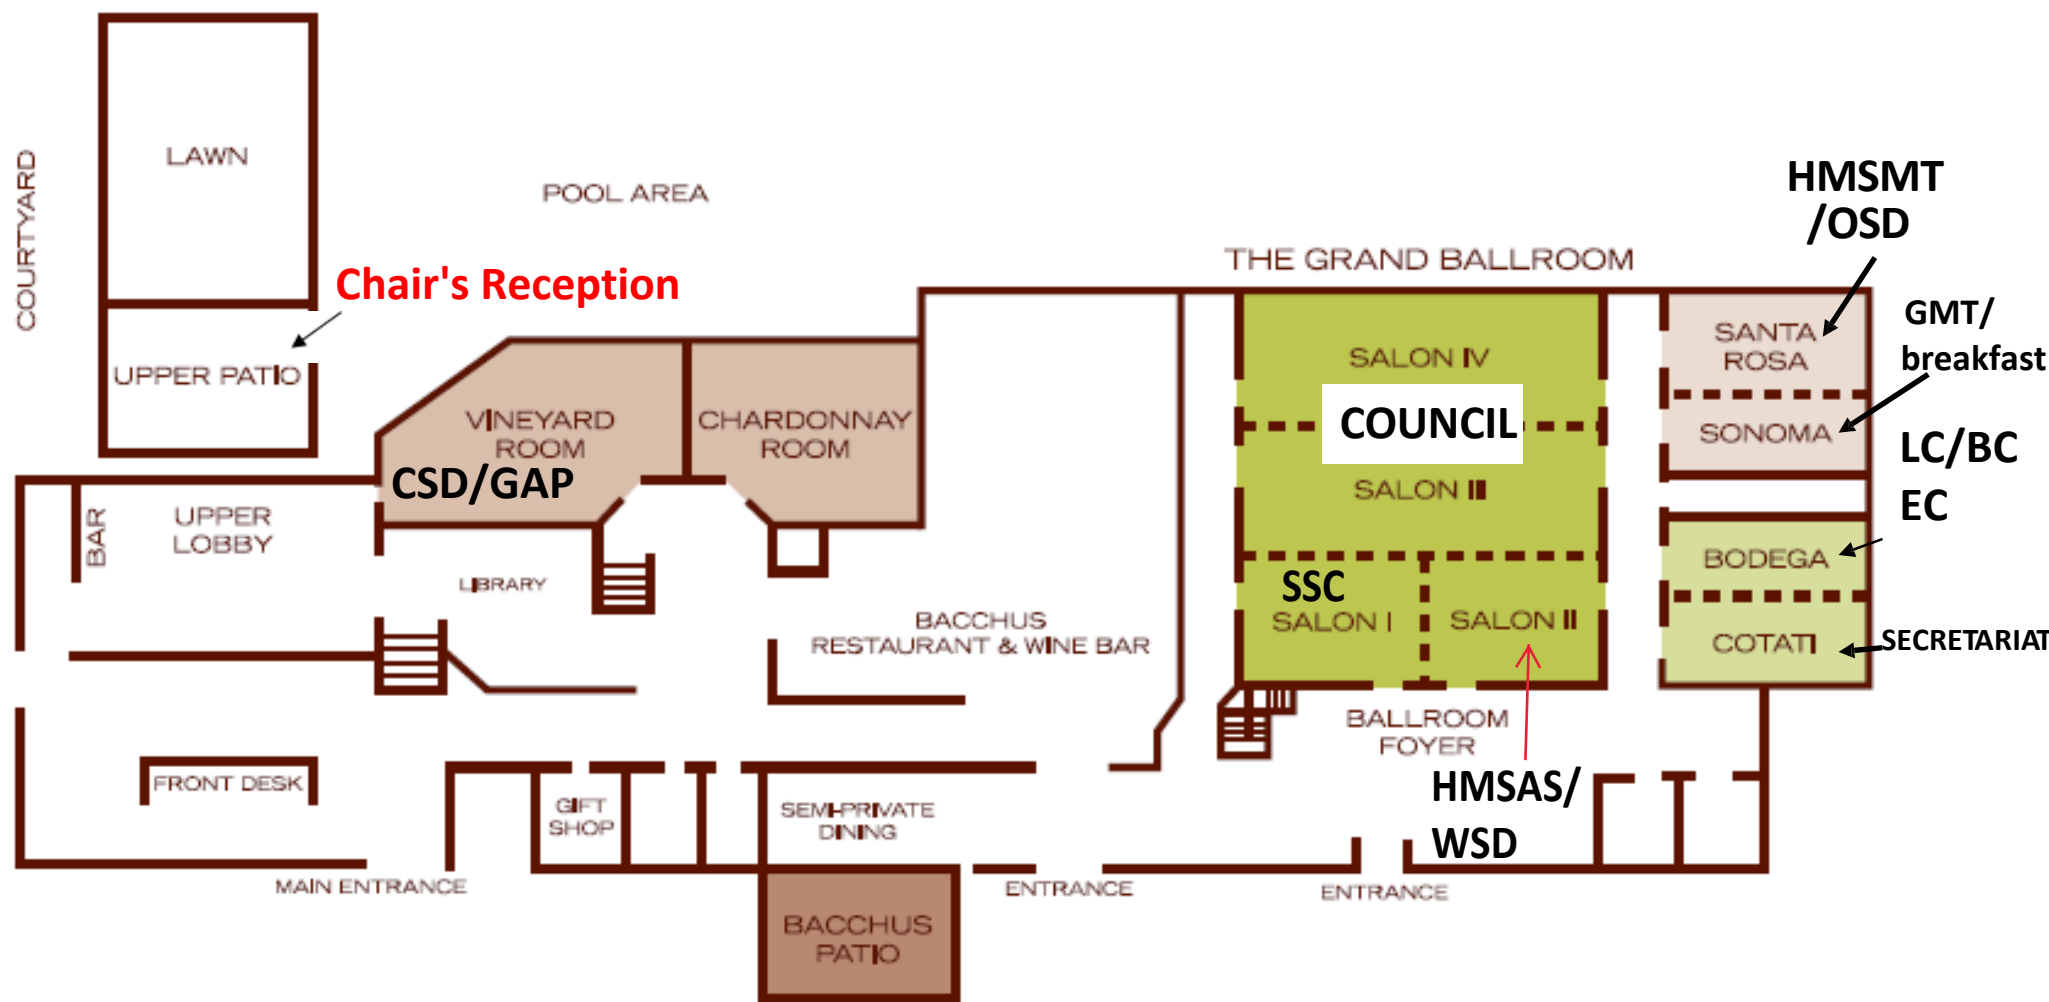 COURTYARD
LAWN
POOL AREA
Chair's Reception
UPPER PATIO
THE GRAND BALLROOM
HMSMT
/OSD
GMT/
breakfast
SANTA
ROSA
SONOMA
LC/BC
EC
BODEGA
COTATI
SECRETARIAT
SALON IV
COUNCIL
SALON III
SSC
SALON I
SALON II
VINEYARD
ROOM
CSD/GAP
CHARDONNAY
ROOM
BAR
UPPER
LOBBY
LIBRARY
BACCHUS
RESTAURANT & WINE BAR
BALLROOM
FOYER
HMSAS/
WSD
FRONT DESK
GIFT
SHOP
SEMI-PRIVATE
DINING
MAIN ENTRANCE
ENTRANCE
ENTRANCE
BACCHUS
PATIO